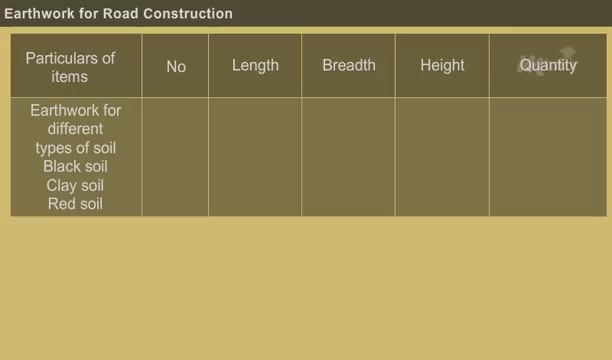 Earthwork for Road Construction
Particulars of
items
No
Length
Breadth
Height
Quantity
Earthwork for
different
types of soil
Black soil
Clay soil
Red soil